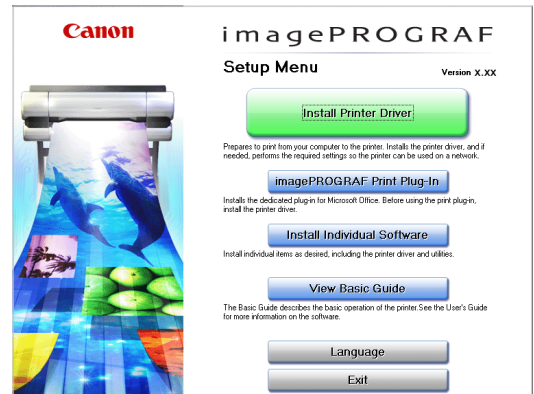 Canon
imagePROGRAF
Setup Menu
Version X.XX
Install Printer Driver
Prepares to print from your computer to the printer. Installs the printer driver, and if
needed, performs the required settings so the printer can be used on a network.
imagePROGRAF Print Plug-In
Installs the dedicated plug-in for Microsoft Office. Before using the print plug-in,
install the printer driver.
Install Individual Software
Install individual items as desired, including the printer driver and utilities.
View Basic Guide
The Basic Guide describes the basic operation of the printer.See the User's Guide
for more information on the software.
Language
Exit